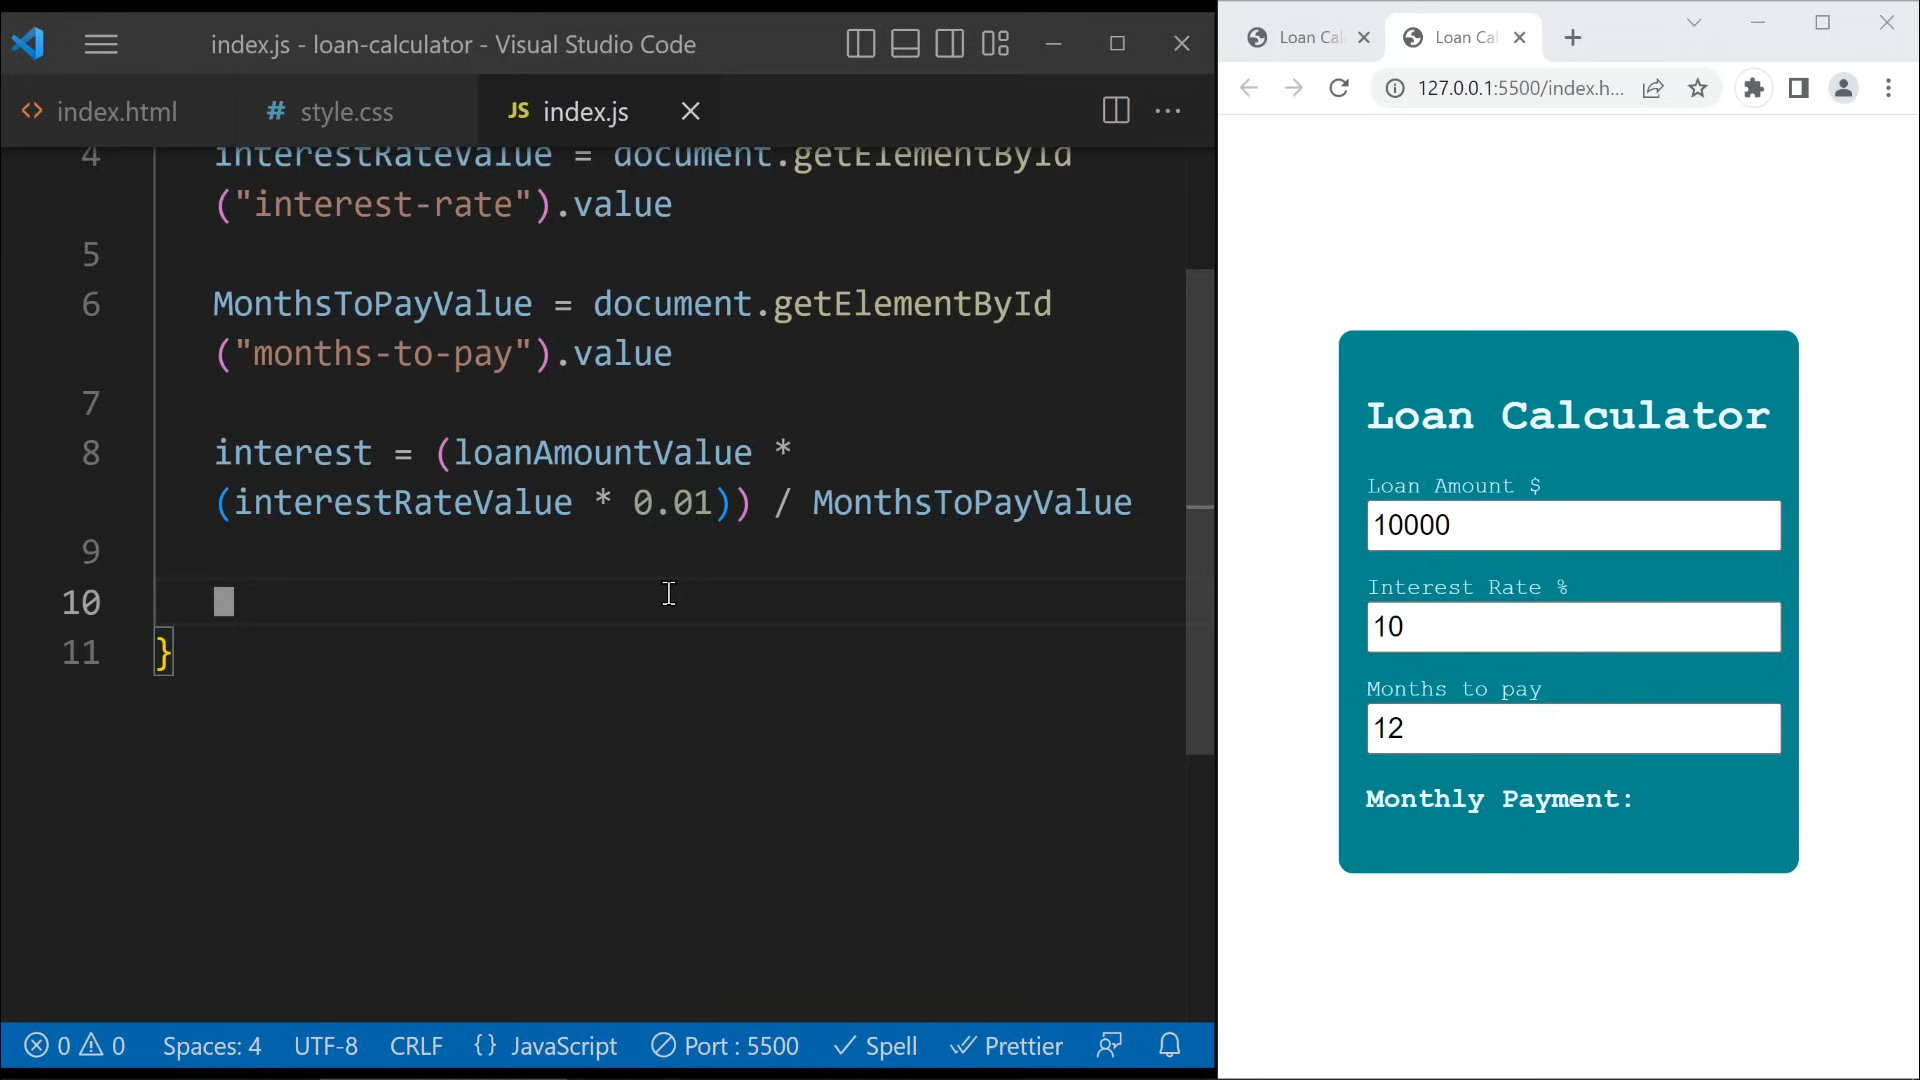 index.js - loan-calculator - Visual Studio Code
index.html
# style.css
JS index.js
4 interestRateValue = document.getElementById
("interest-rate").value
5
6 MonthsToPayValue = document.getElementById
("months-to-pay").value
7
8 interest = (loanAmountValue *
(interestRateValue * 0.01)) / MonthsToPayValue
9
10
11 }
0 0 Spaces: 4 UTF-8 CRLF {} JavaScript Port : 5500 Spell Prettier
Loan Cal
Loan Cal
127.0.0.1:5500/index.h...
Loan Calculator
Loan Amount $
10000
Interest Rate %
10
Months to pay
12
Monthly Payment: